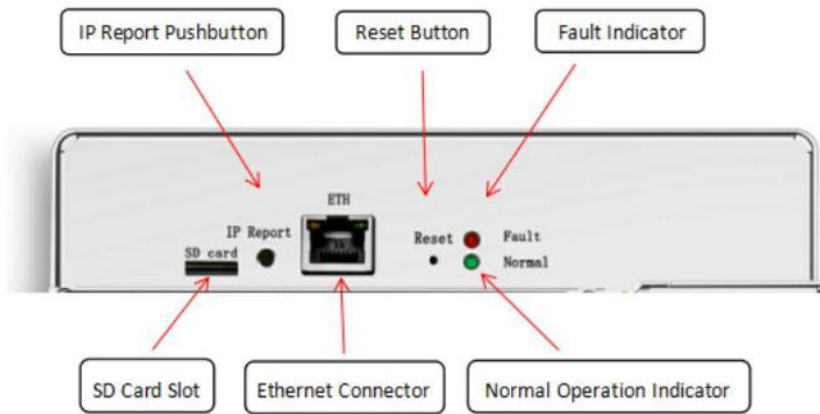 IP Report Pushbutton
Reset Button
Fault Indicator
ETH
IP Report
SD card
Reset
Fault
Normal
SD Card Slot
Ethernet Connector
Normal Operation Indicator